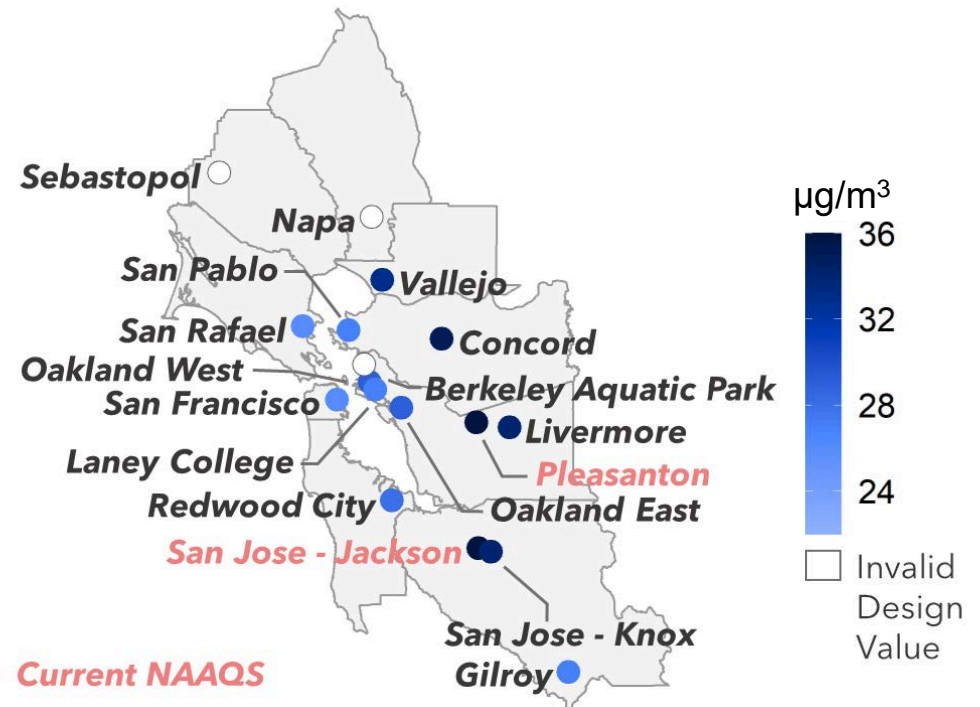 Sebastopol
Napa
San Pablo
Vallejo
San Rafael
Concord
Oakland West
Berkeley Aquatic Park
San Francisco
Livermore
Laney College
Pleasanton
Redwood City
Oakland East
San Jose - Jackson
San Jose - Knox
Gilroy
Current NAAQS
µg/m³
36
32
28
24
Invalid
Design
Value